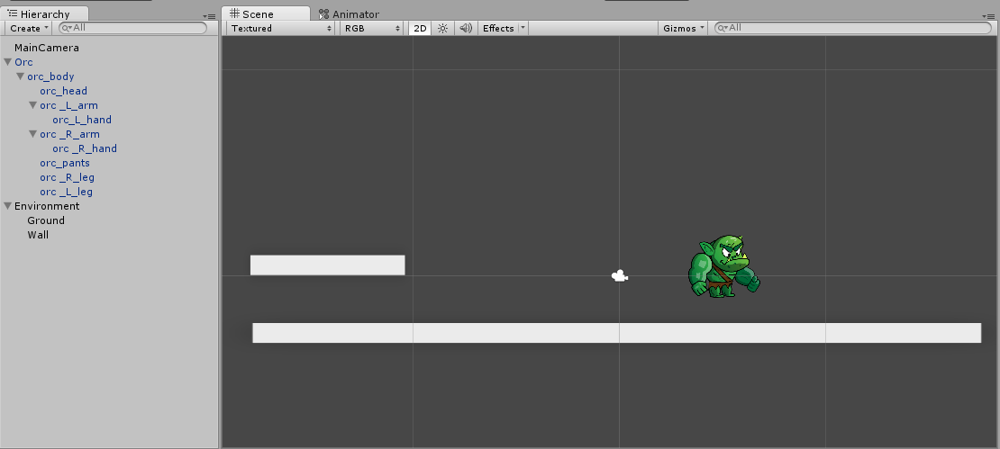 Hierarchy
Create
All
MainCamera
Orc
orc_body
orc_head
orc _L_arm
orc_L_hand
orc _R_arm
orc _R_hand
orc_pants
orc _R_leg
orc _L_leg
Environment
Ground
Wall
Scene Animator
Textured RGB 2D Effects Gizmos All